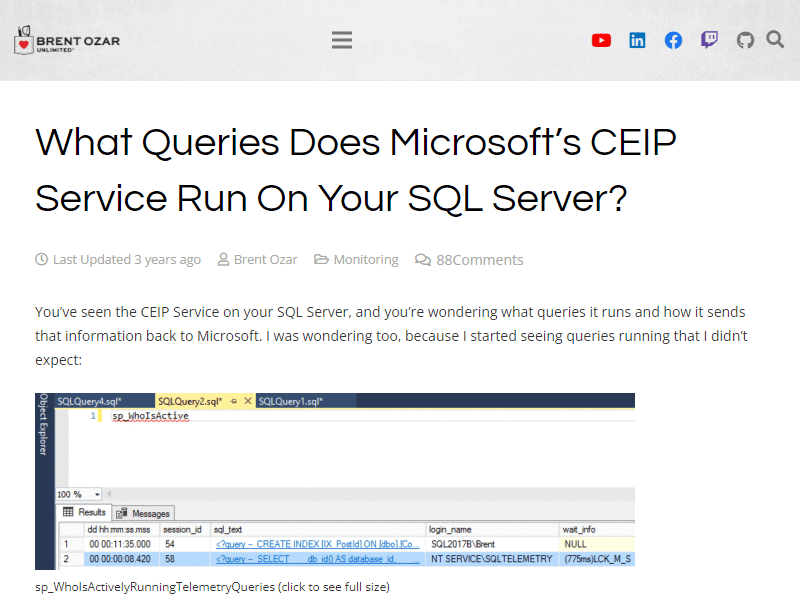 BRENT OZAR
UNLIMITED®
What Queries Does Microsoft’s CEIP
Service Run On Your SQL Server?
Last Updated 3 years ago Brent Ozar Monitoring 88Comments
You’ve seen the CEIP Service on your SQL Server, and you’re wondering what queries it runs and how it sends
that information back to Microsoft. I was wondering too, because I started seeing queries running that I didn’t
expect:
SQLQuery4.sql* SQLQuery2.sql* SQLQuery1.sql*
Object Explorer
1 sp_WhoIsActive
100 %
Results Messages
dd hh:mm:ss.mss session_id sql_text login_name wait_info
1 00 00:11:35.000 54 <?query -- CREATE INDEX [IX_PostId] ON [dbo].[Co... SQL2017B\Brent NULL
2 00 00:00:08.420 58 <?query -- SELECT db_id() AS database_id, ... NT SERVICE\SQLTELEMETRY (775ms)LCK_M_S
sp_WhoIsActivelyRunningTelemetryQueries (click to see full size)